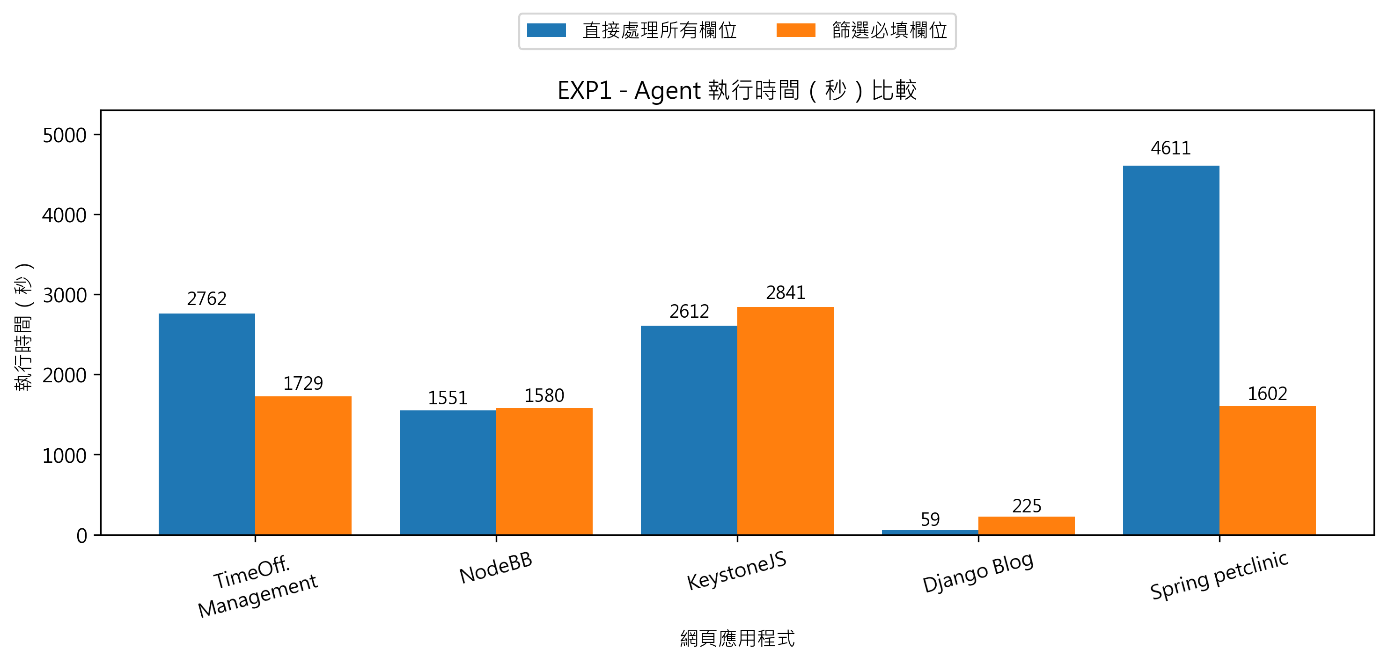 直接處理所有欄位 篩選必填欄位
EXP1 - Agent 執行時間（秒）比較
執行時間（秒）
5000
4000
3000
2000
1000
0
2762
1729
1551
1580
2612
2841
59
225
4611
1602
TimeOff.
Management
NodeBB
KeystoneJS
Django Blog
Spring petclinic
網頁應用程式